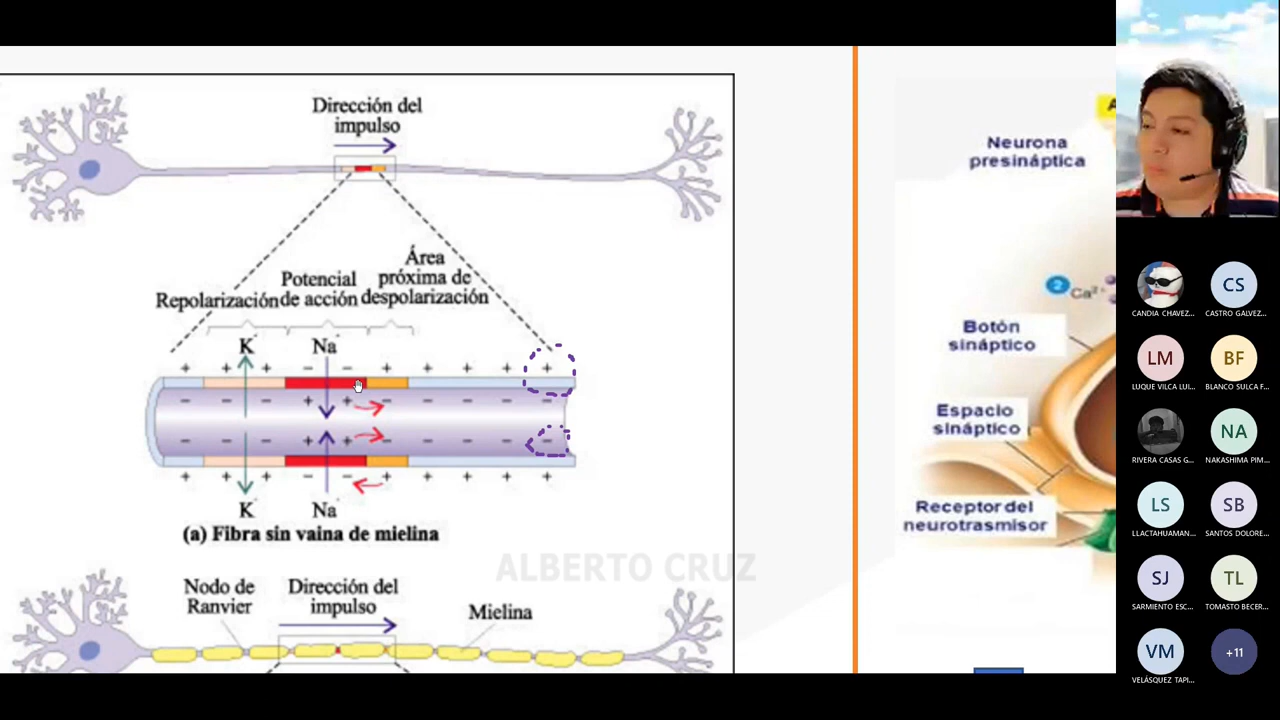 Dirección del
impulso
Área
próxima de
despolarización
Potencial
de acción
Repolarización
K
Na
+ + + - - + + + + +
- - - + + - - - - -
- - - + + - - - - -
+ + + - - + + + + +
K
Na
(a) Fibra sin vaina de mielina
ALBERTO CRUZ
Nodo de
Ranvier
Dirección del
impulso
Mielina
A
Neurona
presináptica
2
Ca²⁺
Botón
sináptico
Espacio
sináptico
Receptor del
neurotrasmisor
CANDIA CHAVEZ...
CS
CASTRO GALVEZ...
LM
LUQUE VILCA LUI...
BF
BLANCO SULCA F...
RIVERA CASAS G...
NA
NAKASHIMA PIM...
LS
LLACTAHUAMAN...
SB
SANTOS DOLORE...
SJ
SARMIENTO ESC...
TL
TOMASTO BECER...
VM
VELÁSQUEZ TAPI...
+11